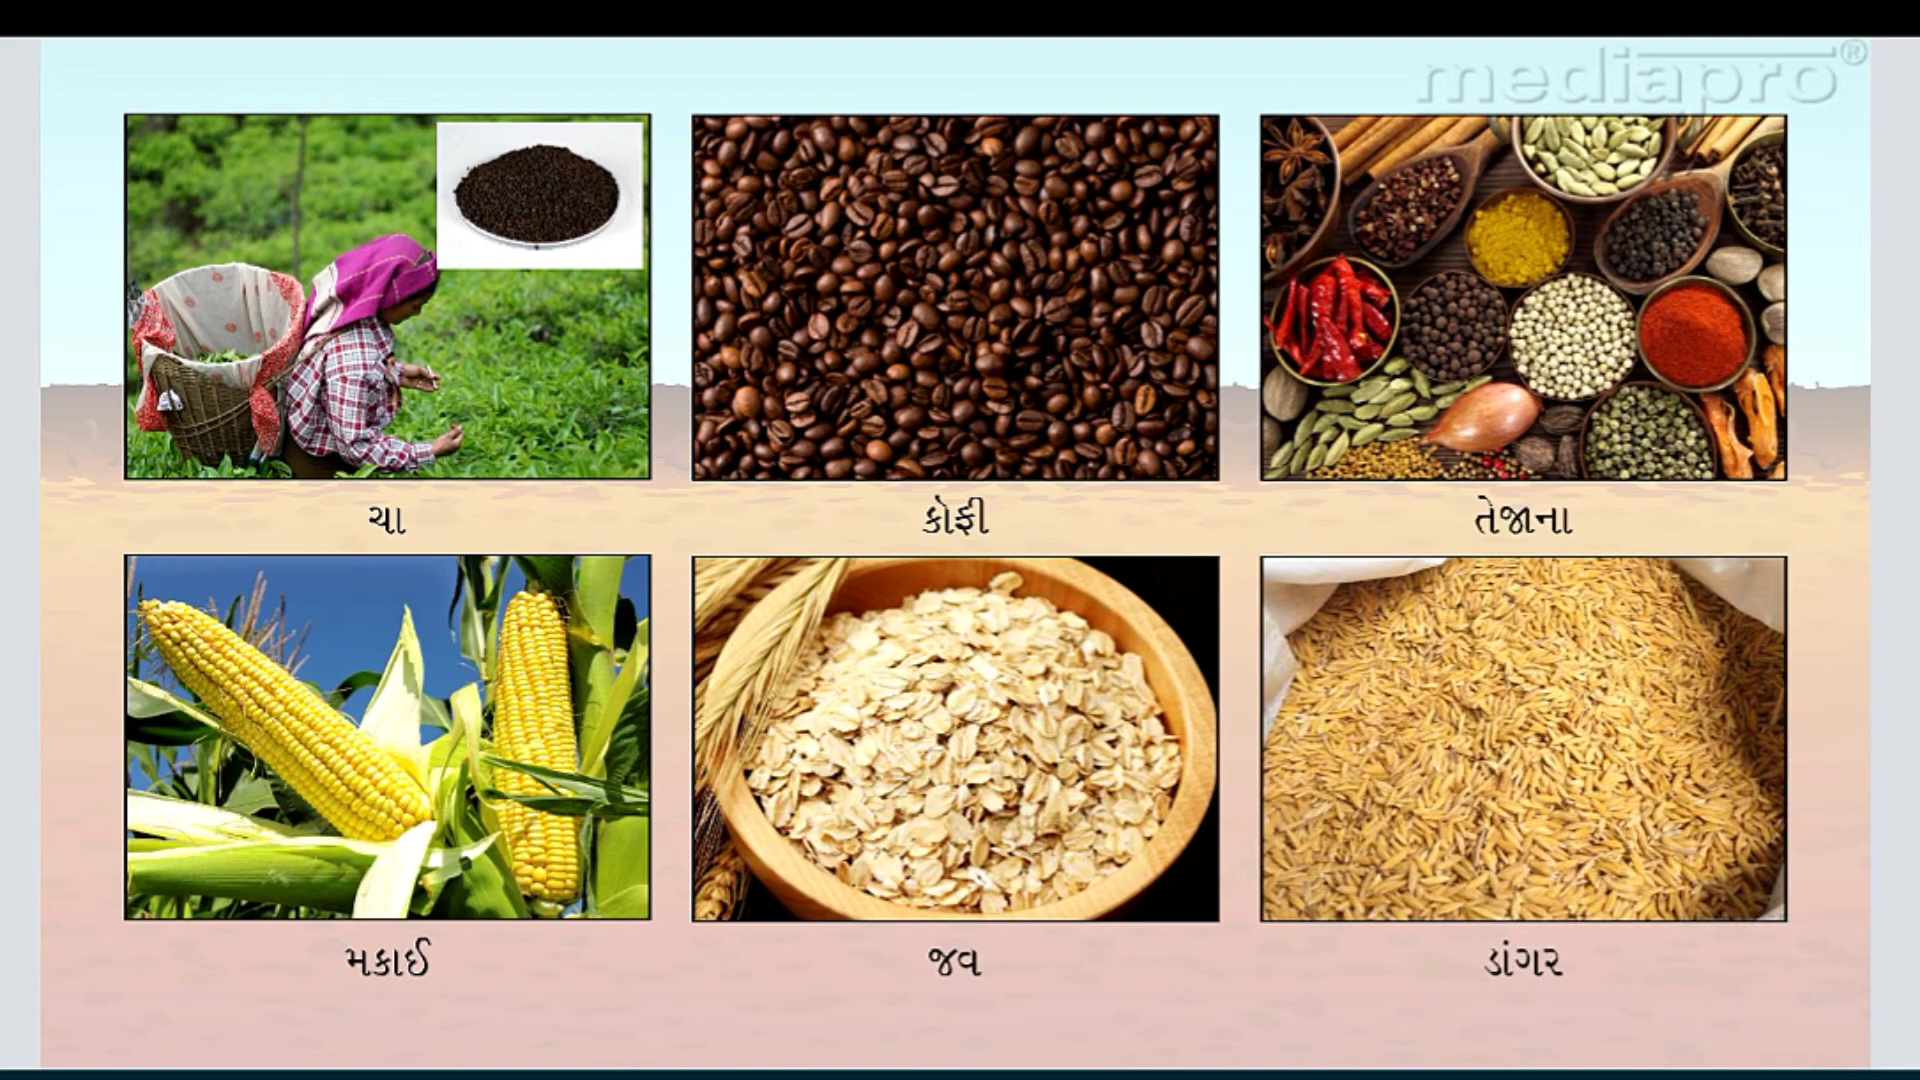 mediapro®
ચા
કોફી
તેજાના
મકાઈ
જવ
ડાંગર